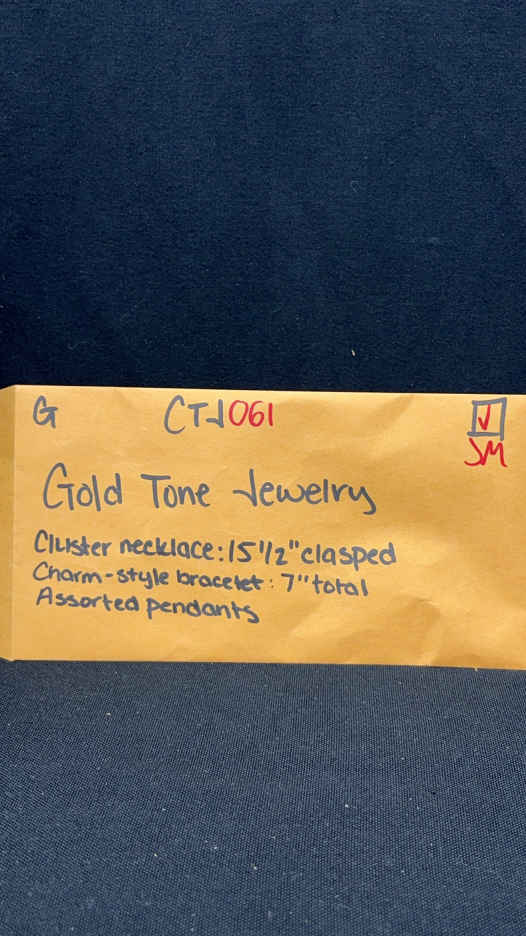 G CTJ061 ✓
JM
Gold Tone Jewelry
Cluster necklace: 15 1/2" clasped
Charm-style bracelet: 7" total
Assorted pendants